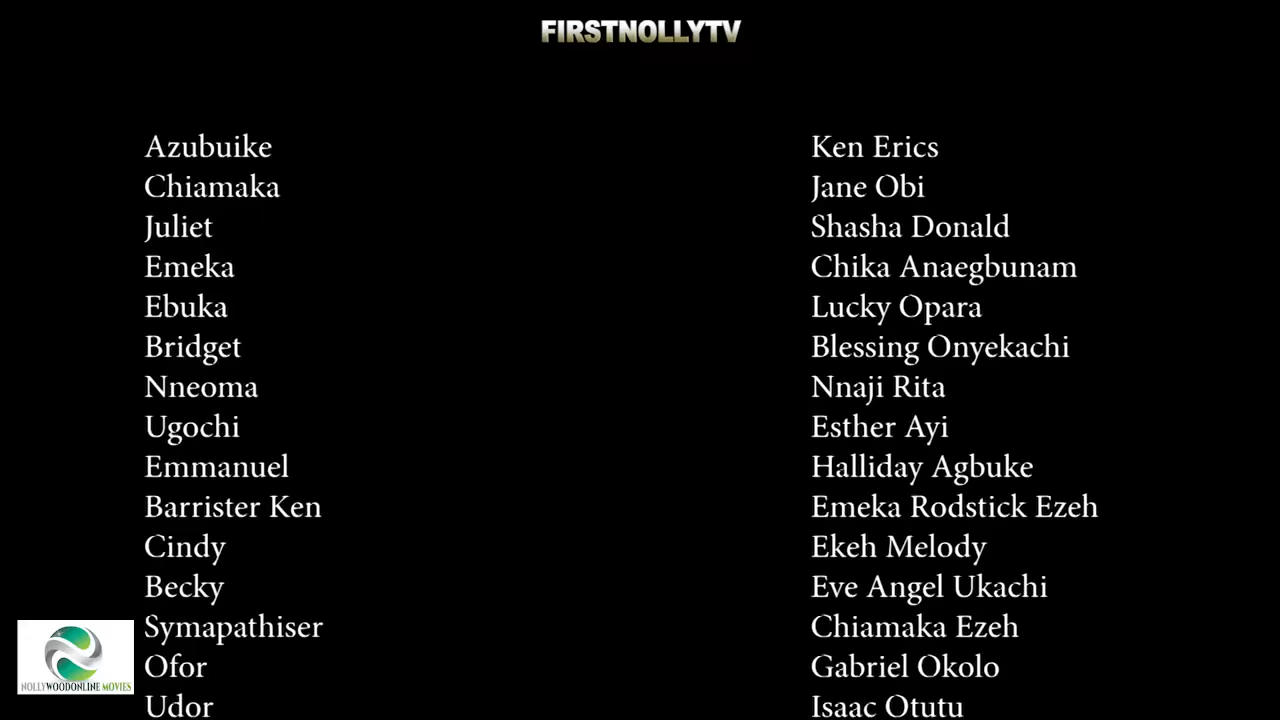 FIRSTNOLLYTV
Azubuike Ken Erics
Chiamaka Jane Obi
Juliet Shasha Donald
Emeka Chika Anaegbunam
Ebuka Lucky Opara
Bridget Blessing Onyekachi
Nneoma Nnaji Rita
Ugochi Esther Ayi
Emmanuel Halliday Agbuke
Barrister Ken Emeka Rodstick Ezeh
Cindy Ekeh Melody
Becky Eve Angel Ukachi
Symapathiser Chiamaka Ezeh
Ofor Gabriel Okolo
Udor Isaac Otutu
NOLLYWOODONLINE MOVIES